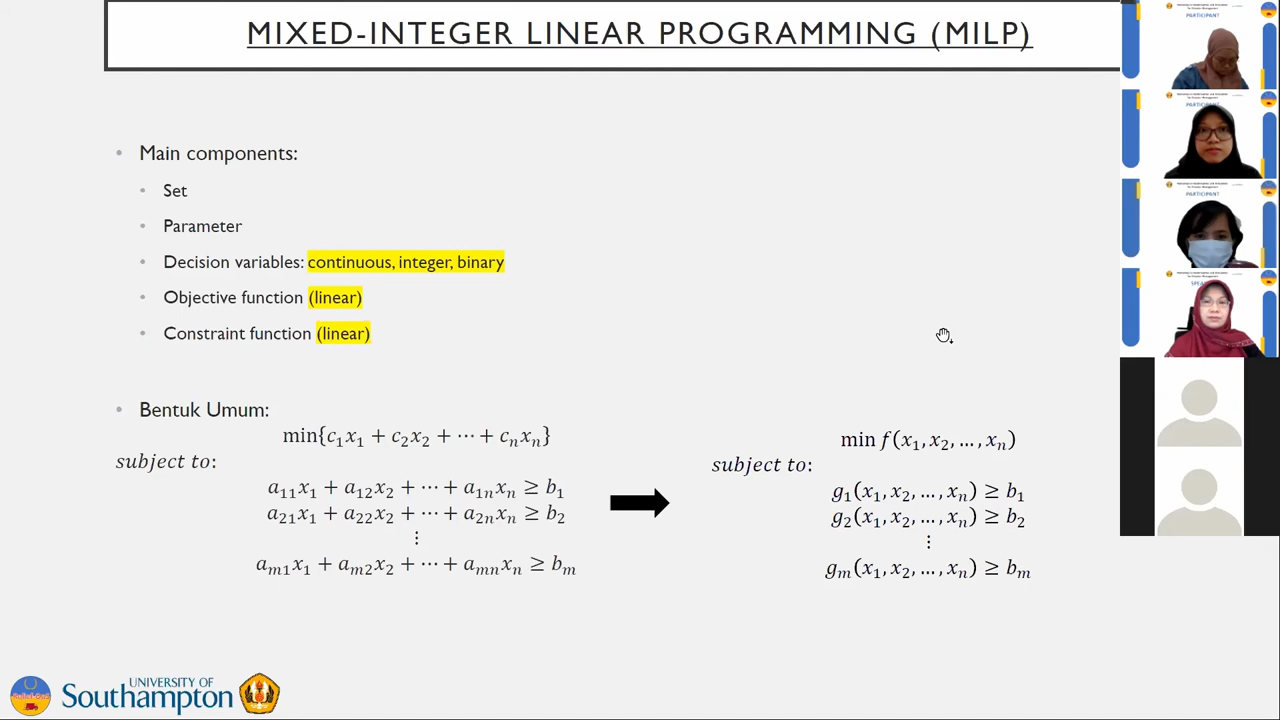 MIXED-INTEGER LINEAR PROGRAMMING (MILP)
• Main components:
• Set
• Parameter
• Decision variables: continuous, integer, binary
• Objective function (linear)
• Constraint function (linear)
• Bentuk Umum:
min{c₁x₁ + c₂x₂ + ⋯ + cₙxₙ}
subject to:
a₁₁x₁ + a₁₂x₂ + ⋯ + a₁ₙxₙ ≥ b₁
a₂₁x₁ + a₂₂x₂ + ⋯ + a₂ₙxₙ ≥ b₂
⋮
aₘ₁x₁ + aₘ₂x₂ + ⋯ + aₘₙxₙ ≥ bₘ
min f(x₁, x₂, … , xₙ)
subject to:
g₁(x₁, x₂, … , xₙ) ≥ b₁
g₂(x₁, x₂, … , xₙ) ≥ b₂
⋮
gₘ(x₁, x₂, … , xₙ) ≥ bₘ
UNIVERSITY OF
Southampton
PARTICIPANT
PARTICIPANT
PARTICIPANT